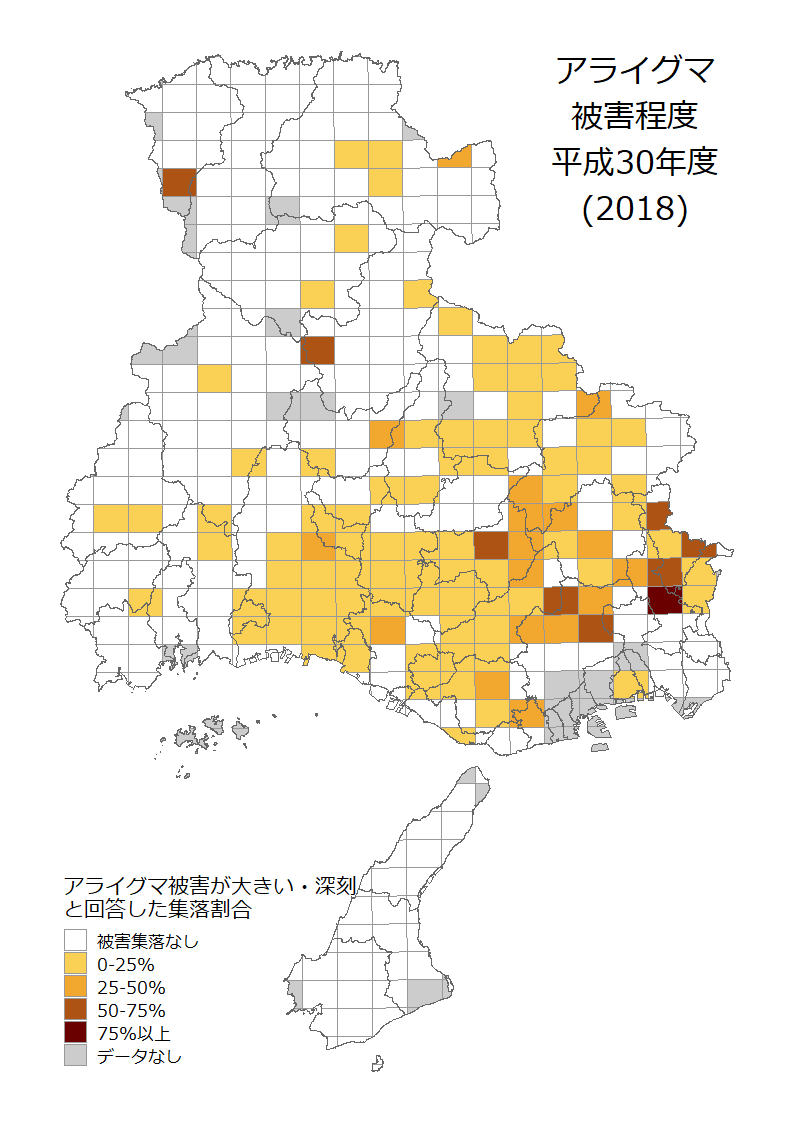 アライグマ
被害程度
平成30年度
(2018)
アライグマ被害が大きい・深刻
と回答した集落割合
被害集落なし
0-25%
25-50%
50-75%
75%以上
データなし